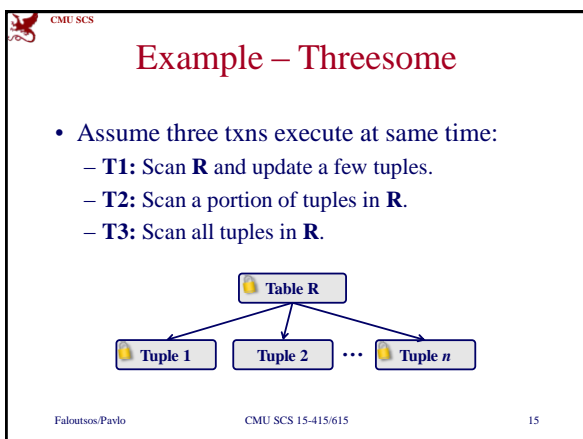 CMU SCS
Example – Threesome
• Assume three txns execute at same time:
– T1: Scan R and update a few tuples.
– T2: Scan a portion of tuples in R.
– T3: Scan all tuples in R.
Table R
Tuple 1 Tuple 2 ••• Tuple n
Faloutsos/Pavlo CMU SCS 15-415/615 15